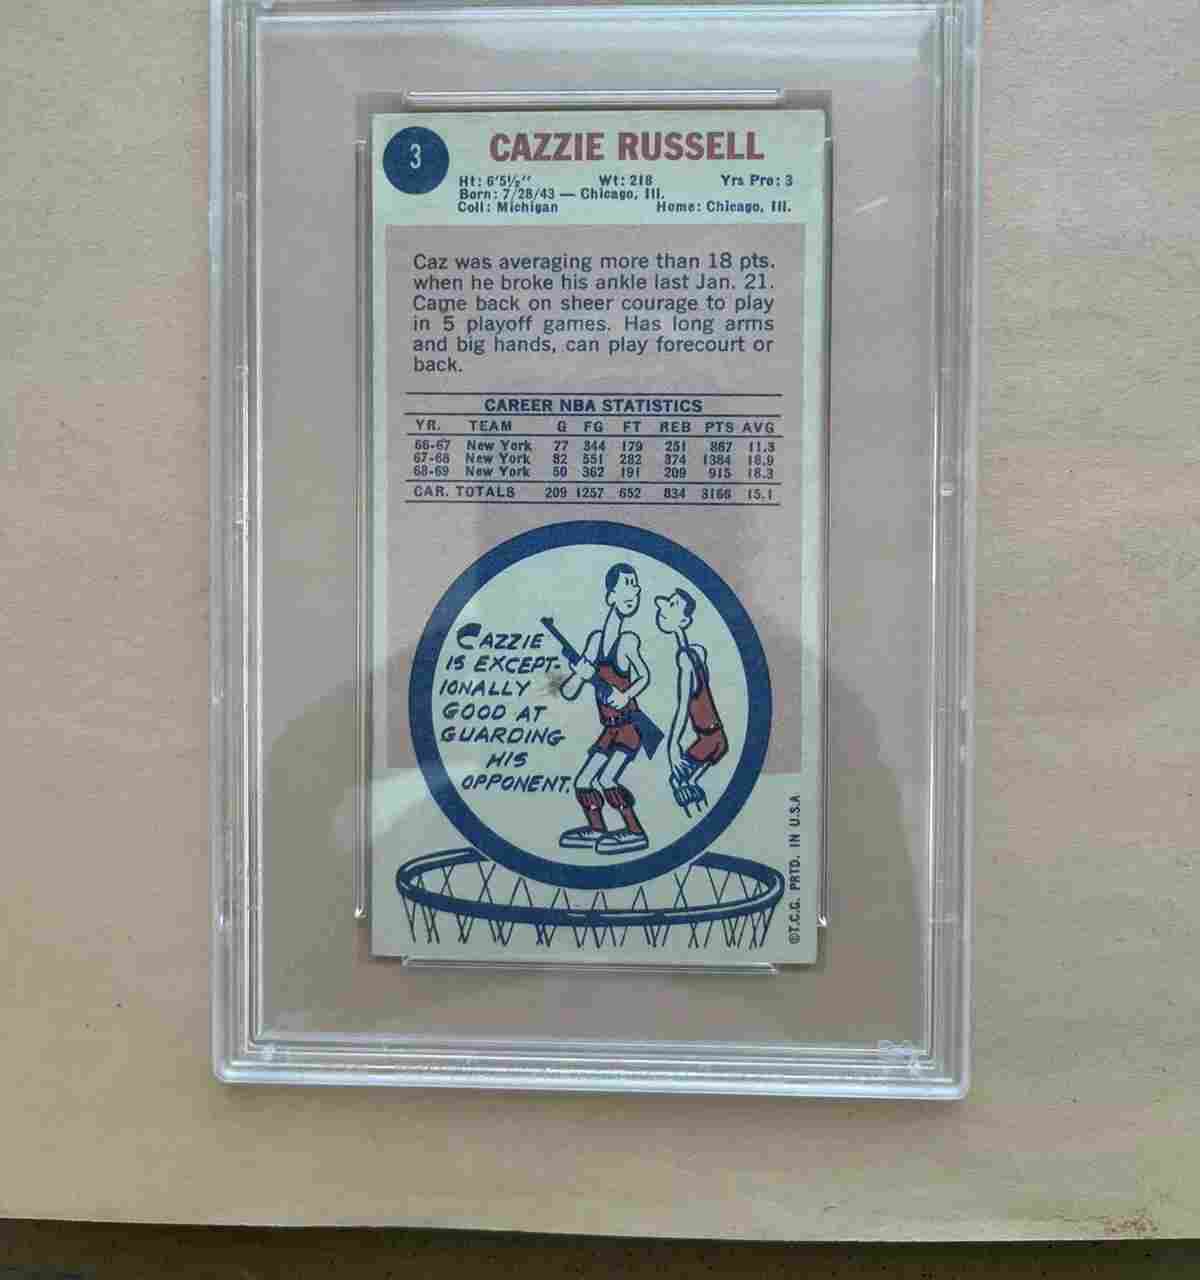 3
CAZZIE RUSSELL
Ht: 6'5½" Wt: 218 Yrs Pro: 3
Born: 7/28/43 — Chicago, Ill.
Coll: Michigan Home: Chicago, Ill.
Caz was averaging more than 18 pts.
when he broke his ankle last Jan. 21.
Came back on sheer courage to play
in 5 playoff games. Has long arms
and big hands, can play forecourt or
back.
CAREER NBA STATISTICS
YR. TEAM G FG FT REB PTS AVG
66-67 New York 77 344 179 251 867 11.3
67-68 New York 82 551 282 374 1384 16.9
68-69 New York 50 362 191 209 915 18.3
CAR. TOTALS 209 1257 652 834 3166 15.1
CAZZIE
IS EXCEPT-
IONALLY
GOOD AT
GUARDING
HIS
OPPONENT.
©T.C.G. PRTD. IN U.S.A